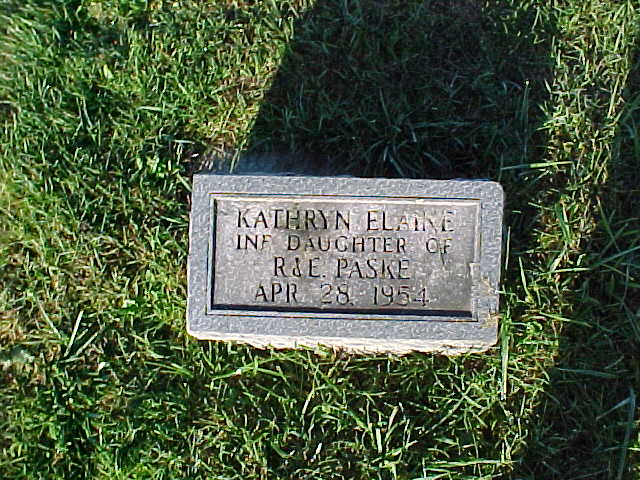 KATHRYN ELAINE
INF DAUGHTER OF
R&E. PASKE
APR 28, 1954